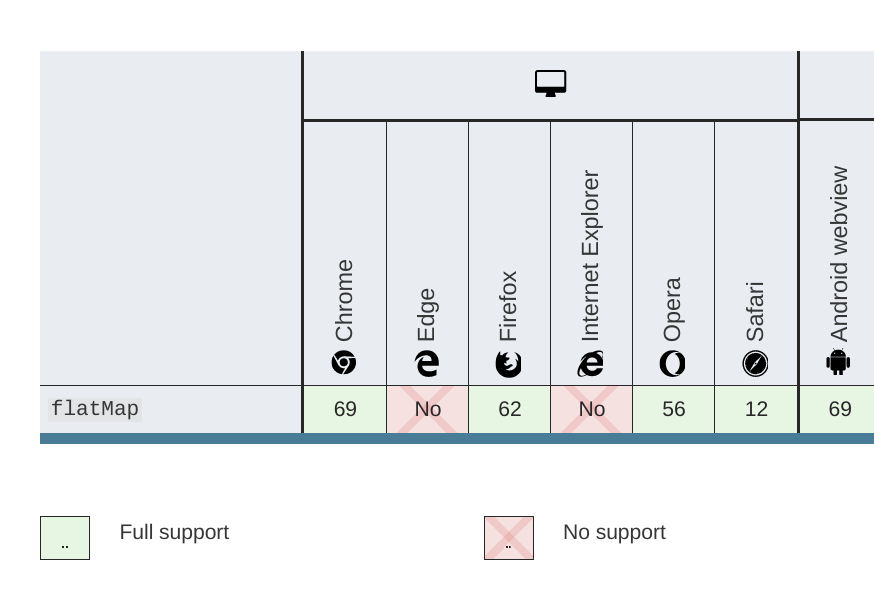 Chrome
Edge
Firefox
Internet Explorer
Opera
Safari
Android webview
flatMap 69 No 62 No 56 12 69
.. Full support .. No support